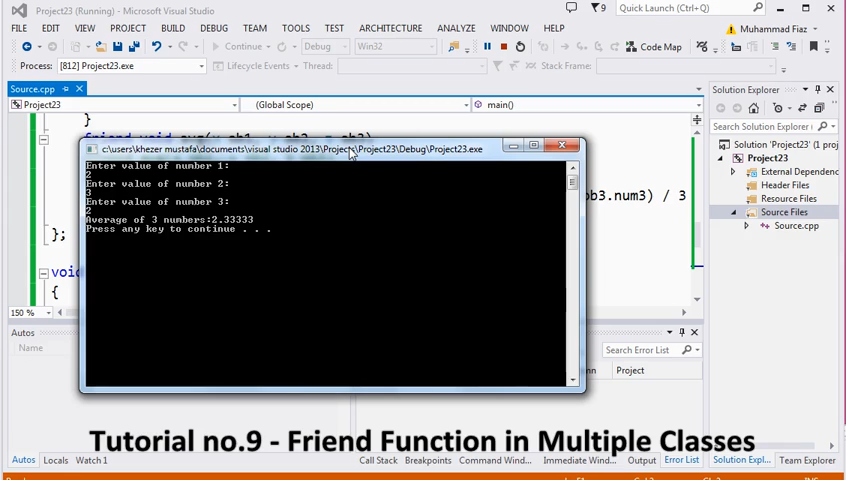 Project23 (Running) - Microsoft Visual Studio
9
Quick Launch (Ctrl+Q)
FILE EDIT VIEW PROJECT BUILD DEBUG TEAM TOOLS TEST ARCHITECTURE ANALYZE WINDOW HELP
Muhammad Fiaz
Continue Debug Win32 Code Map
Process: [812] Project23.exe Lifecycle Events Thread: Stack Frame:
Source.cpp
Solution Explorer
Project23 (Global Scope) main()
}
Search Solution Explorer (Ctrl+;)
Solution 'Project23' (1 project)
Project23
External Dependenc
Header Files
Resource Files
Source Files
Source.cpp
c:\users\khezer mustafa\documents\visual studio 2013\Projects\Project23\Debug\Project23.exe
Enter value of number 1:
2
Enter value of number 2:
3
Enter value of number 3:
2
Average of 3 numbers:2.33333
Press any key to continue . . .
ob3.num3) / 3
};
void
{
150 %
Autos
Name
Search Error List
Project
Tutorial no.9 - Friend Function in Multiple Classes
Autos Locals Watch 1 Call Stack Breakpoints Command Win... Immediate Wind... Output Error List Solution Expl... Team Explorer